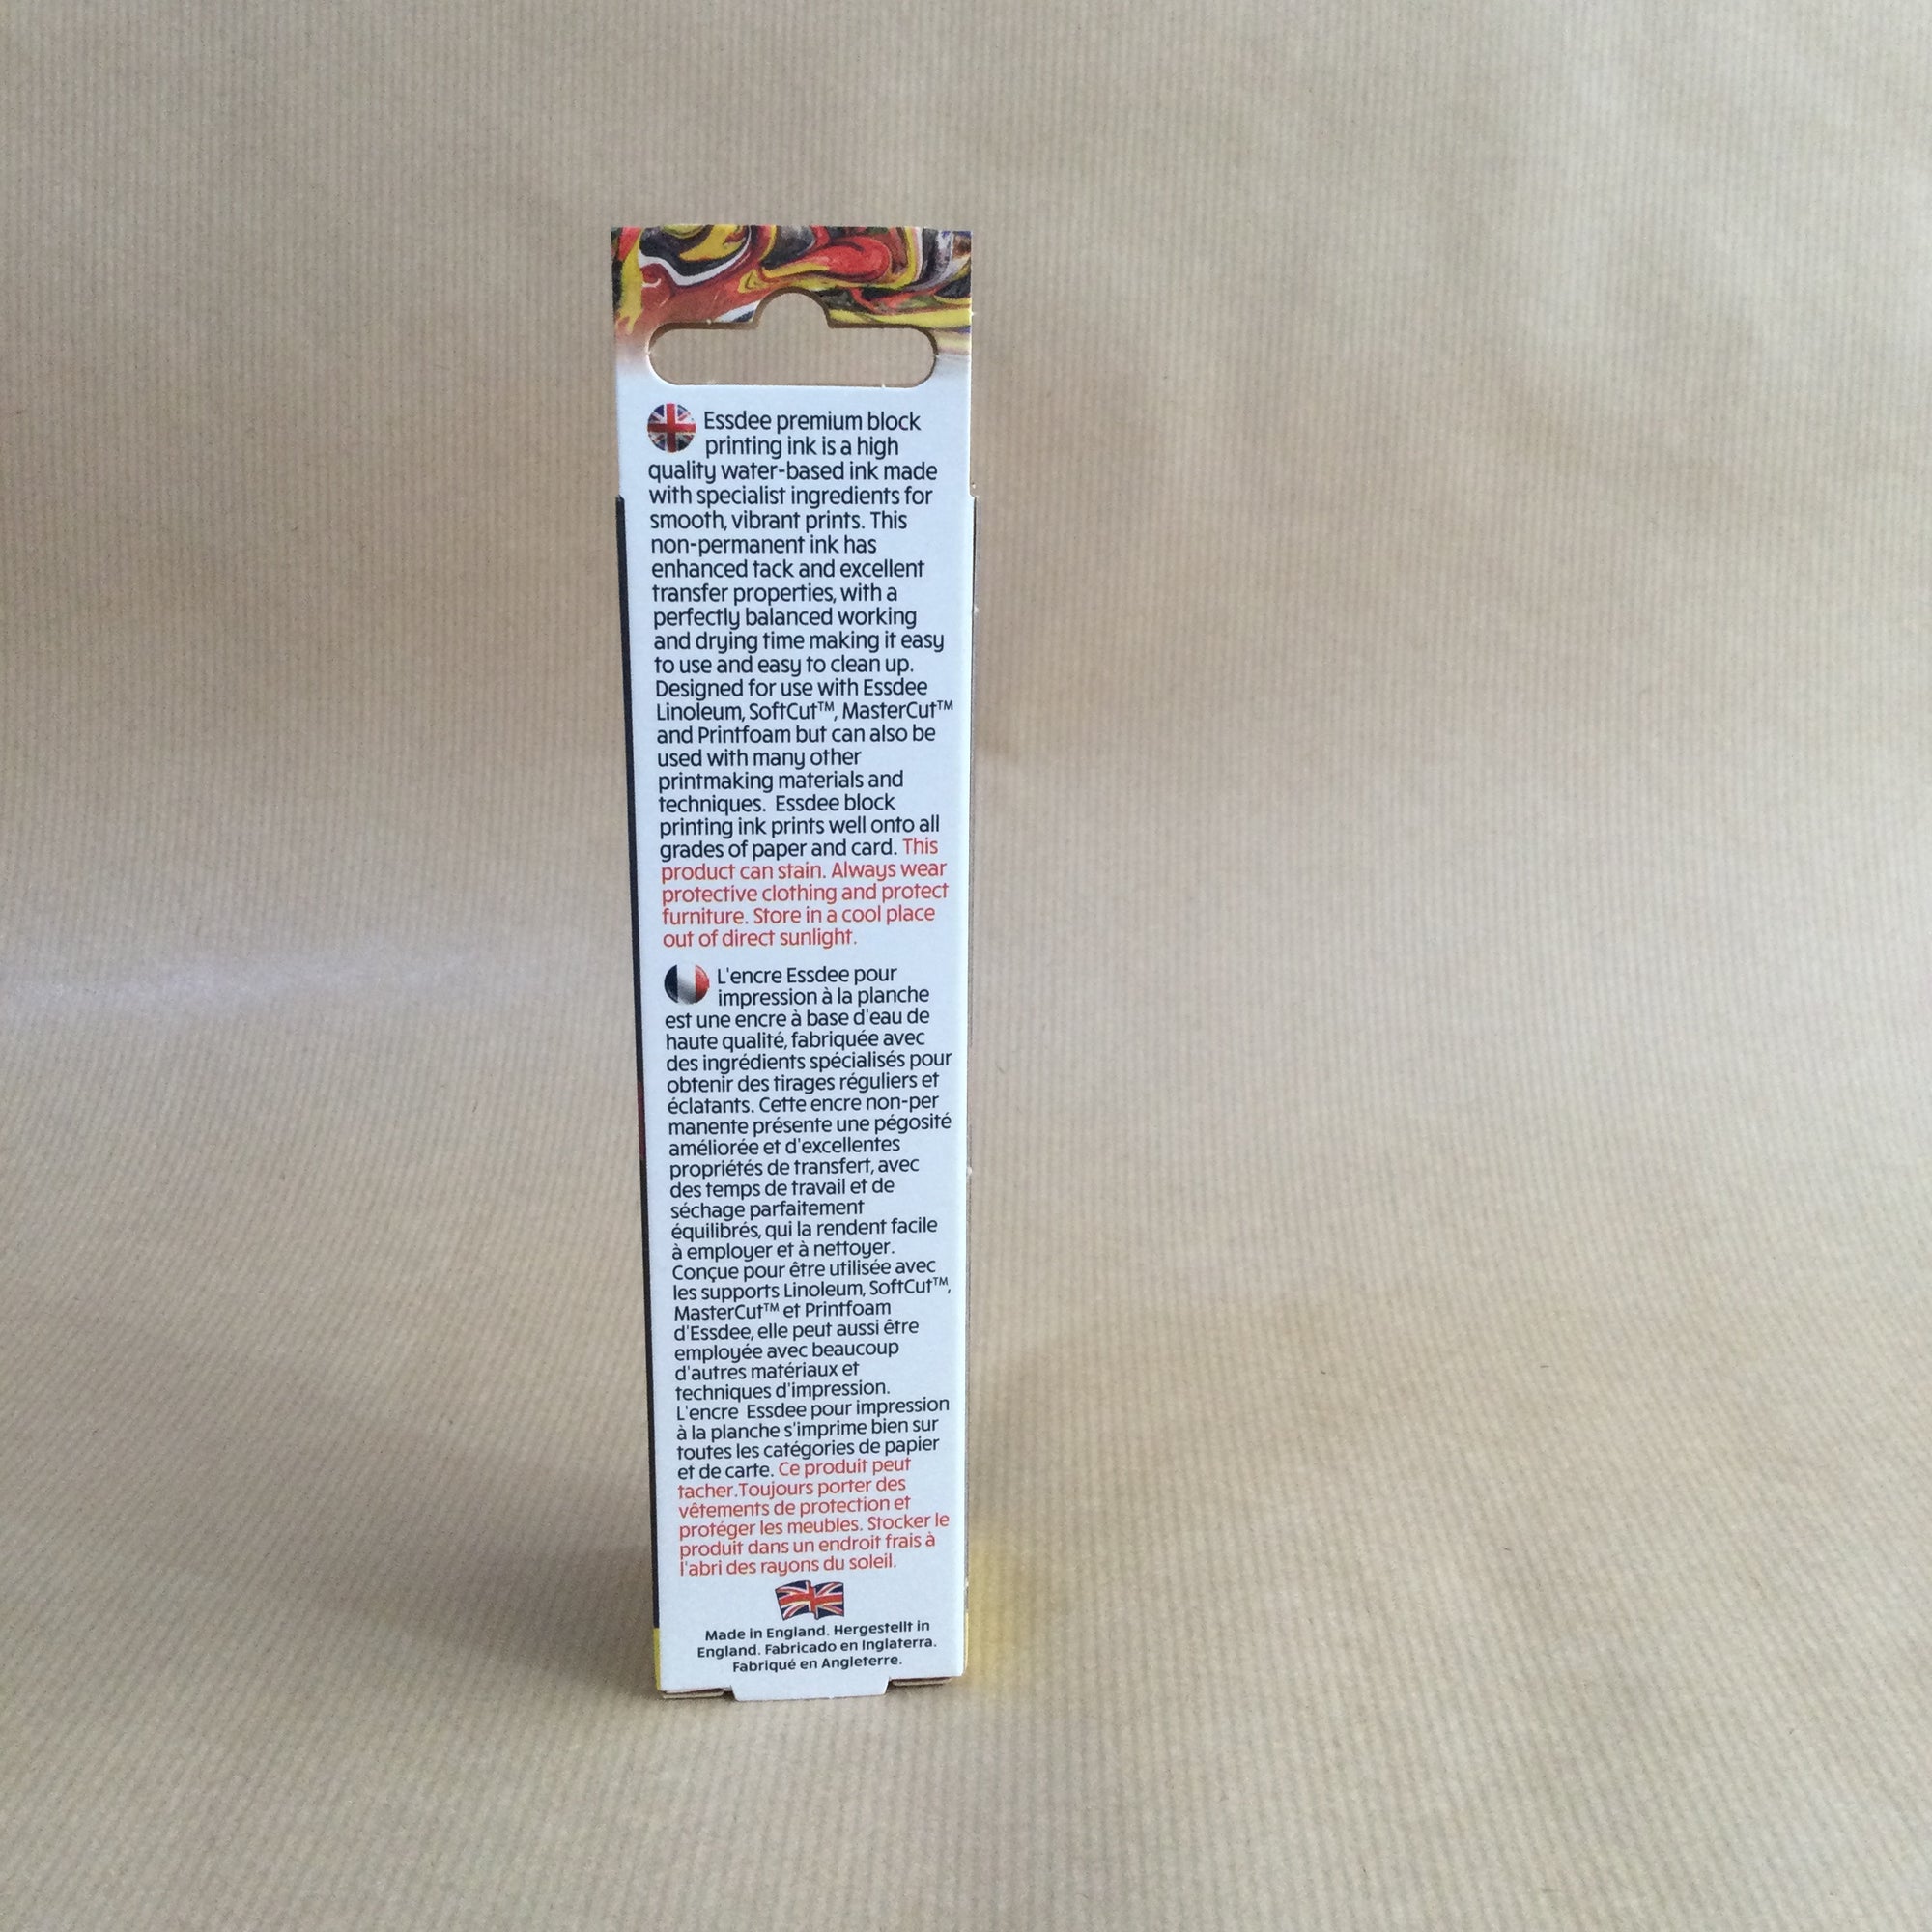 Essdee premium block
printing ink is a high
quality water-based ink made
with specialist ingredients for
smooth, vibrant prints. This
non-permanent ink has
enhanced tack and excellent
transfer properties, with a
perfectly balanced working
and drying time making it easy
to use and easy to clean up.
Designed for use with Essdee
Linoleum, SoftCut™, MasterCut™
and Printfoam but can also be
used with many other
printmaking materials and
techniques. Essdee block
printing ink prints well onto all
grades of paper and card. This
product can stain. Always wear
protective clothing and protect
furniture. Store in a cool place
out of direct sunlight.
L'encre Essdee pour
impression à la planche
est une encre à base d'eau de
haute qualité, fabriquée avec
des ingrédients spécialisés pour
obtenir des tirages réguliers et
éclatants. Cette encre non-per
manente présente une pégosité
améliorée et d'excellentes
propriétés de transfert, avec
des temps de travail et de
séchage parfaitement
équilibrés, qui la rendent facile
à employer et à nettoyer.
Conçue pour être utilisée avec
les supports Linoleum, SoftCut™,
MasterCut™ et Printfoam
d'Essdee, elle peut aussi être
employée avec beaucoup
d'autres matériaux et
techniques d'impression.
L'encre Essdee pour impression
à la planche s'imprime bien sur
toutes les catégories de papier
et de carte. Ce produit peut
tacher.Toujours porter des
vêtements de protection et
protéger les meubles. Stocker le
produit dans un endroit frais à
l'abri des rayons du soleil.
Made in England. Hergestellt in
England. Fabricado en Inglaterra.
Fabriqué en Angleterre.